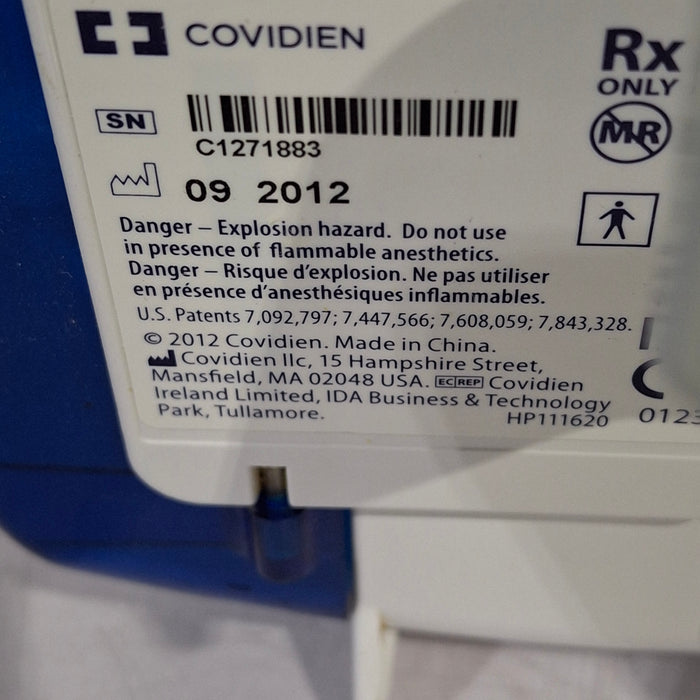 COVIDIEN
Rx
ONLY
SN
C1271883
MR
09 2012
Danger – Explosion hazard. Do not use
in presence of flammable anesthetics.
Danger – Risque d'explosion. Ne pas utiliser
en présence d'anesthésiques inflammables.
U.S. Patents 7,092,797; 7,447,566; 7,608,059; 7,843,328.
© 2012 Covidien. Made in China.
Covidien llc, 15 Hampshire Street,
Mansfield, MA 02048 USA. EC REP Covidien
Ireland Limited, IDA Business & Technology
Park, Tullamore.
HP111620
0123